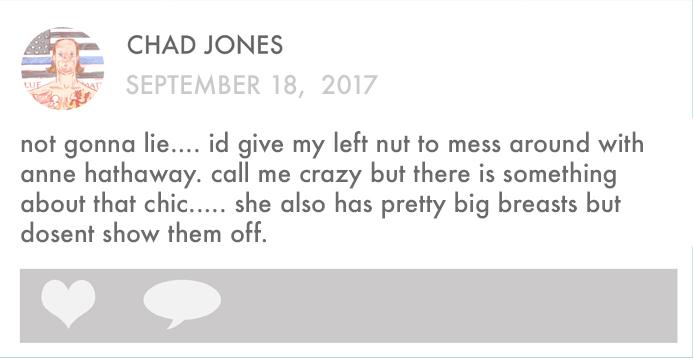 CHAD JONES
SEPTEMBER 18, 2017
not gonna lie.... id give my left nut to mess around with
anne hathaway. call me crazy but there is something
about that chic..... she also has pretty big breasts but
dosent show them off.